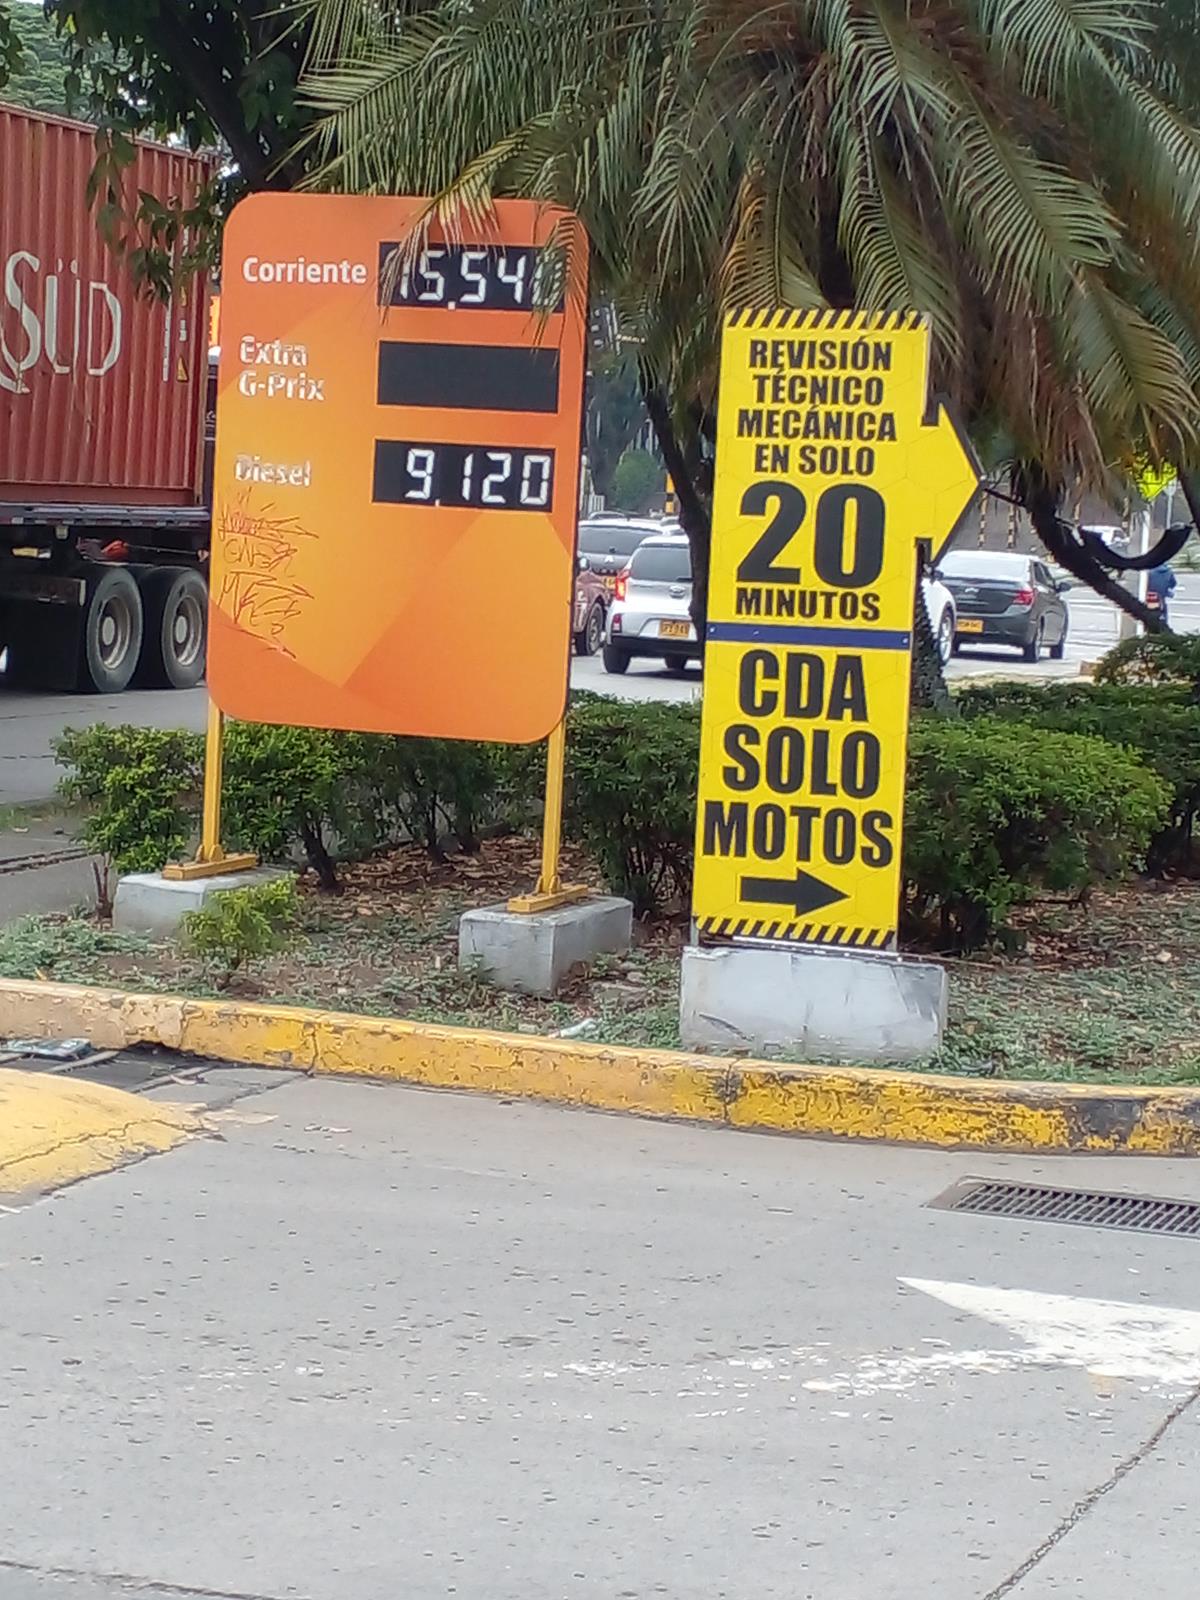 SÜD
Corriente 15.540
Extra
G-Prix
Diesel 9.120
REVISIÓN
TÉCNICO
MECÁNICA
EN SOLO
20
MINUTOS
CDA
SOLO
MOTOS